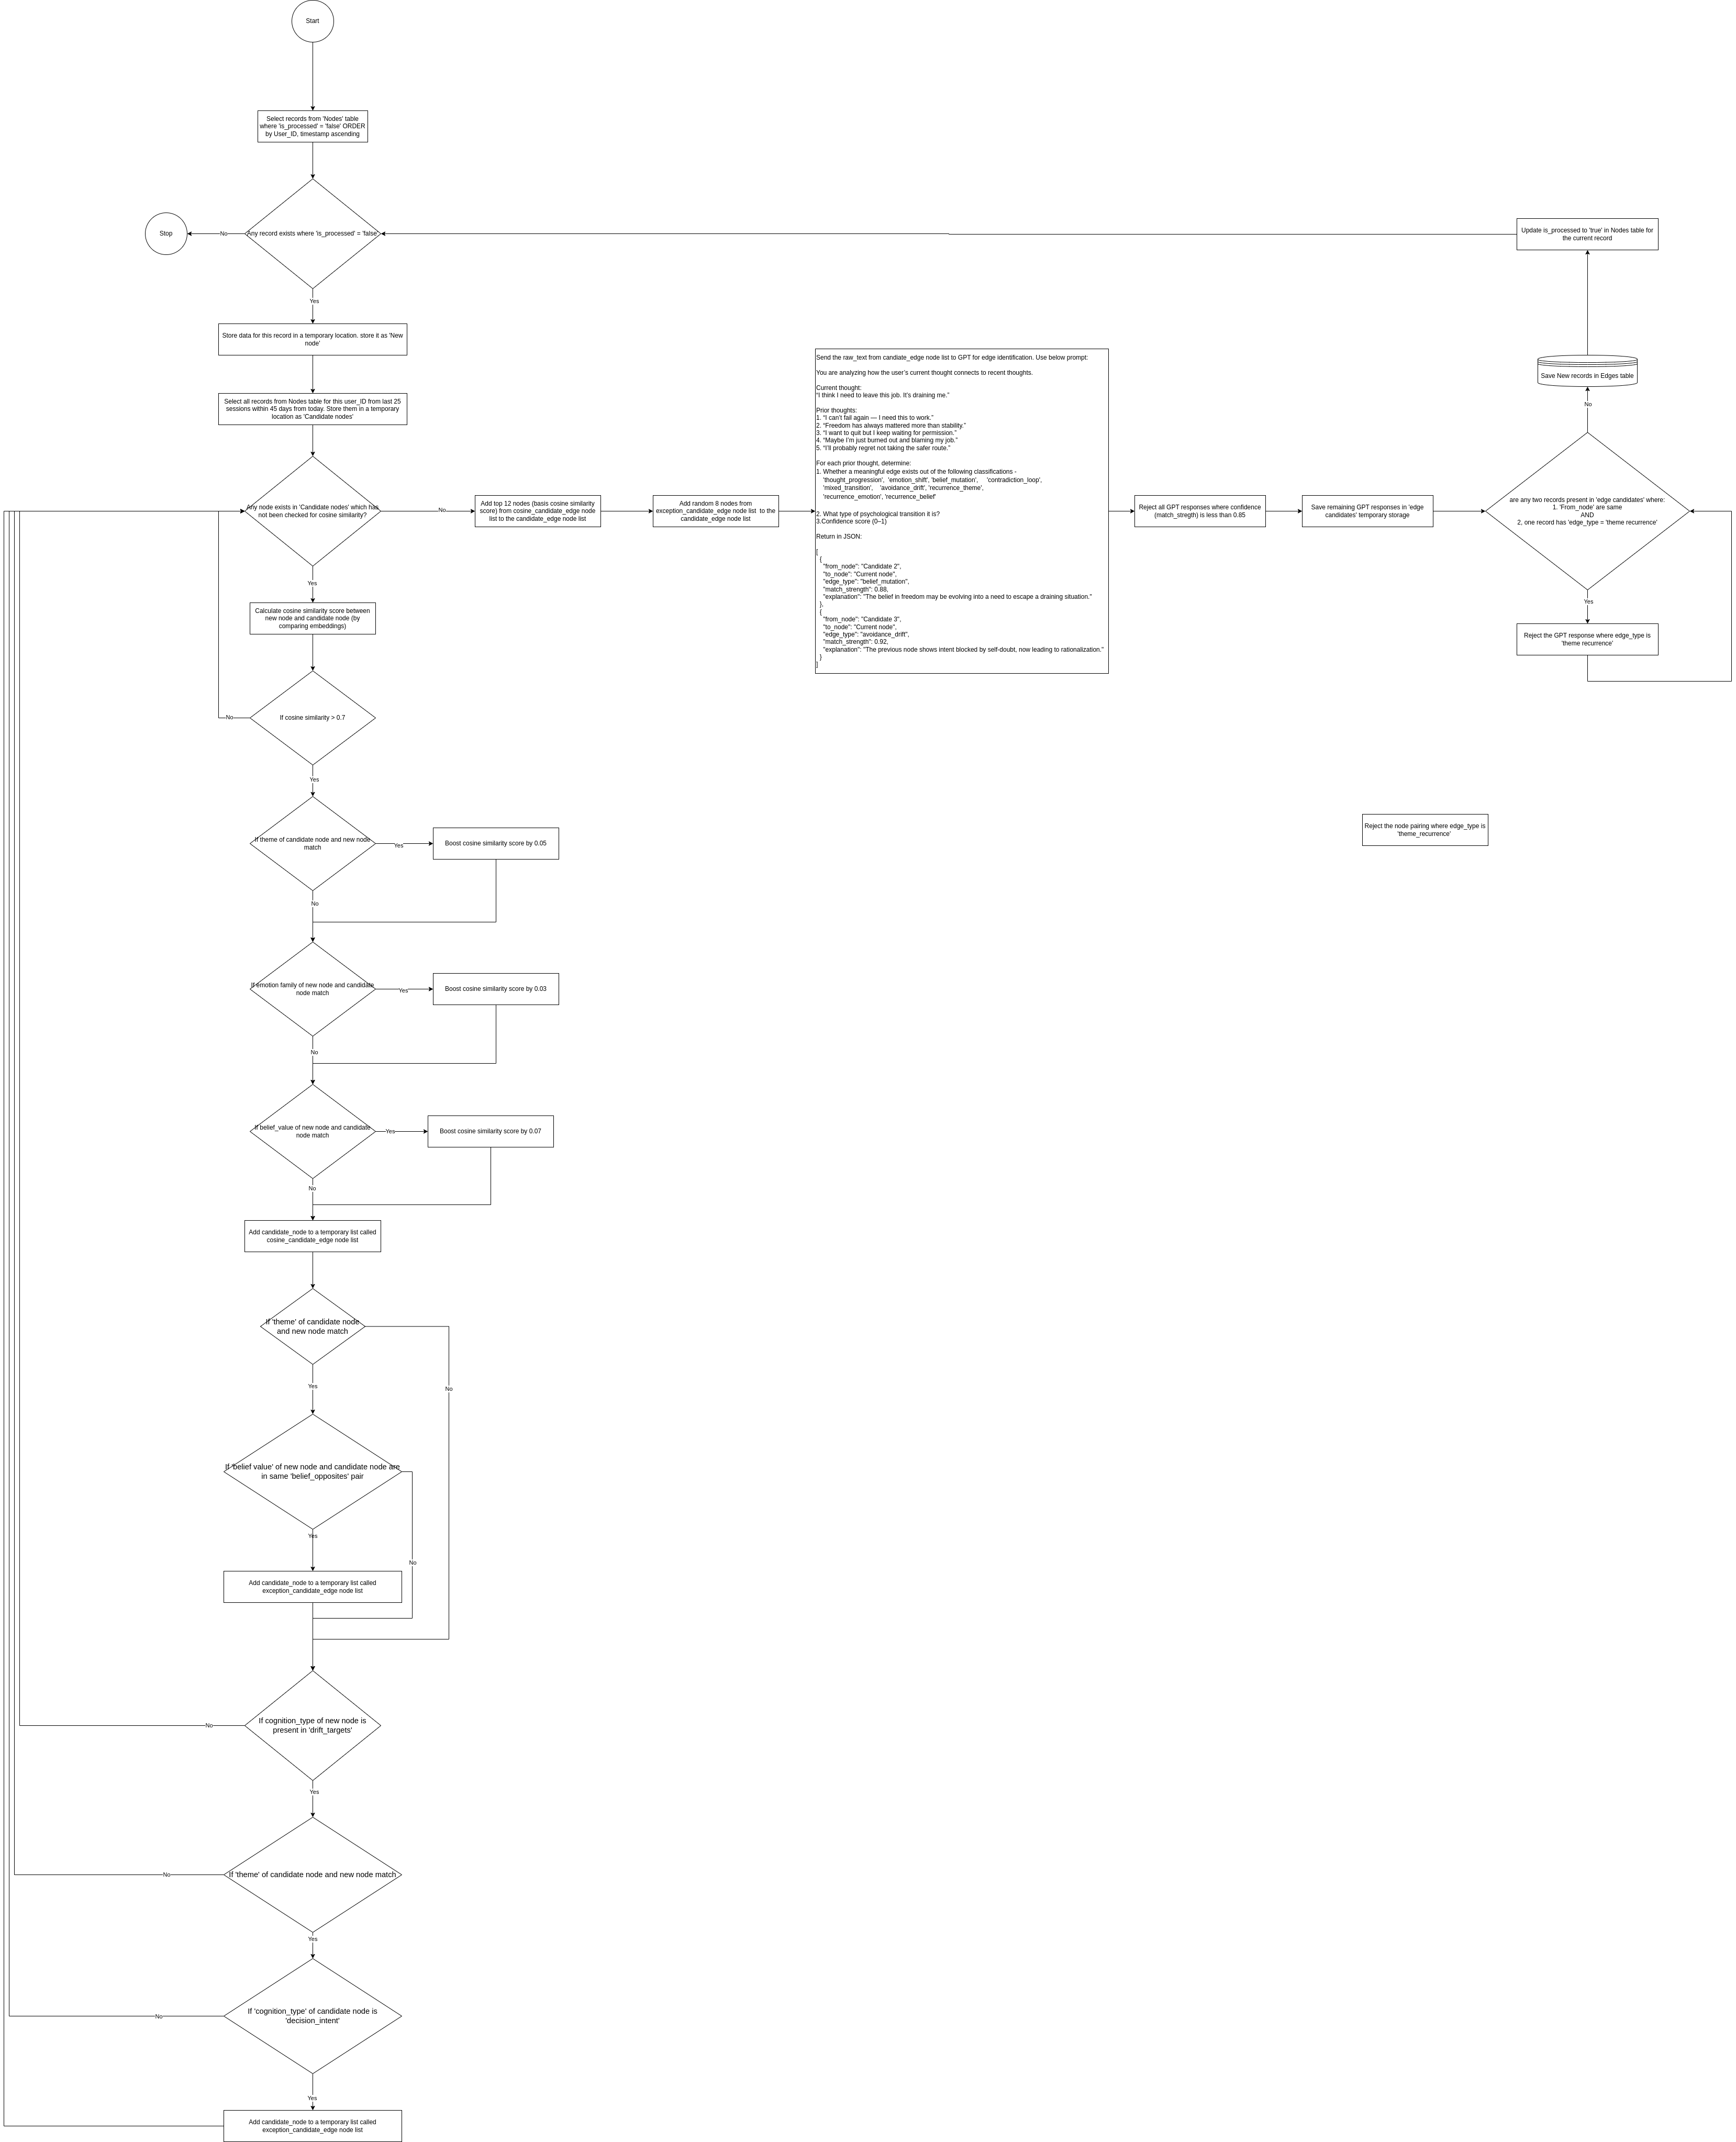 Start
Select records from 'Nodes' table
where 'is_processed' = 'false' ORDER
by User_ID, timestamp ascending
Any record exists where 'is_processed' = 'false'
No
Stop
Yes
Update is_processed to 'true' in Nodes table for
the current record
Store data for this record in a temporary location. store it as 'New
node'
Select all records from Nodes table for this user_ID from last 25
sessions within 45 days from today. Store them in a temporary
location as 'Candidate nodes'
Any node exists in 'Candidate nodes' which has
not been checked for cosine similarity?
No
Add top 12 nodes (basis cosine similarity
score) from cosine_candidate_edge node
list to the candidate_edge node list
Add random 8 nodes from
exception_candidate_edge node list to the
candidate_edge node list
Send the raw_text from candiate_edge node list to GPT for edge identification. Use below prompt:
You are analyzing how the user's current thought connects to recent thoughts.
Current thought:
“I think I need to leave this job. It’s draining me.”
Prior thoughts:
1. “I can’t fail again — I need this to work.”
2. “Freedom has always mattered more than stability.”
3. “I want to quit but I keep waiting for permission.”
4. “Maybe I’m just burned out and blaming my job.”
5. “I’ll probably regret not taking the safer route.”
For each prior thought, determine:
1. Whether a meaningful edge exists out of the following classifications -
'thought_progression', 'emotion_shift', 'belief_mutation', 'contradiction_loop',
'mixed_transition', 'avoidance_drift', 'recurrence_theme',
'recurrence_emotion', 'recurrence_belief'
2. What type of psychological transition it is?
3.Confidence score (0–1)
Return in JSON:
[
{
"from_node": "Candidate 2",
"to_node": "Current node",
"edge_type": "belief_mutation",
"match_strength": 0.88,
"explanation": "The belief in freedom may be evolving into a need to escape a draining situation."
},
{
"from_node": "Candidate 3",
"to_node": "Current node",
"edge_type": "avoidance_drift",
"match_strength": 0.92,
"explanation": "The previous node shows intent blocked by self-doubt, now leading to rationalization."
}
]
Reject all GPT responses where confidence
(match_stregth) is less than 0.85
Save remaining GPT responses in 'edge
candidates' temporary storage
are any two records present in 'edge candidates' where:
1. 'From_node' are same
AND
2, one record has 'edge_type = 'theme recurrence'
No
Save New records in Edges table
Yes
Reject the GPT response where edge_type is
'theme recurrence'
Yes
Calculate cosine similarity score between
new node and candidate node (by
comparing embeddings)
If cosine similarity > 0.7
No
Yes
If theme of candidate node and new node
match
Yes
Boost cosine similarity score by 0.05
No
Reject the node pairing where edge_type is
'theme_recurrence'
If emotion family of new node and candidate
node match
Yes
Boost cosine similarity score by 0.03
No
If belief_value of new node and candidate
node match
Yes
Boost cosine similarity score by 0.07
No
Add candidate_node to a temporary list called
cosine_candidate_edge node list
If 'theme' of candidate node
and new node match
No
Yes
If 'belief value' of new node and candidate node are
in same 'belief_opposites' pair
Yes
No
Add candidate_node to a temporary list called
exception_candidate_edge node list
If cognition_type of new node is
present in 'drift_targets'
No
Yes
If 'theme' of candidate node and new node match
No
Yes
If 'cognition_type' of candidate node is
'decision_intent'
No
Yes
Add candidate_node to a temporary list called
exception_candidate_edge node list